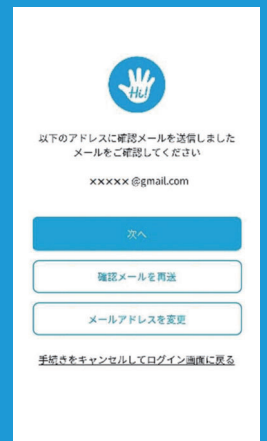 Hi!
以下のアドレスに確認メールを送信しました
メールをご確認してください
×××××@gmail.com
次へ
確認メールを再送
メールアドレスを変更
手続きをキャンセルしてログイン画面に戻る